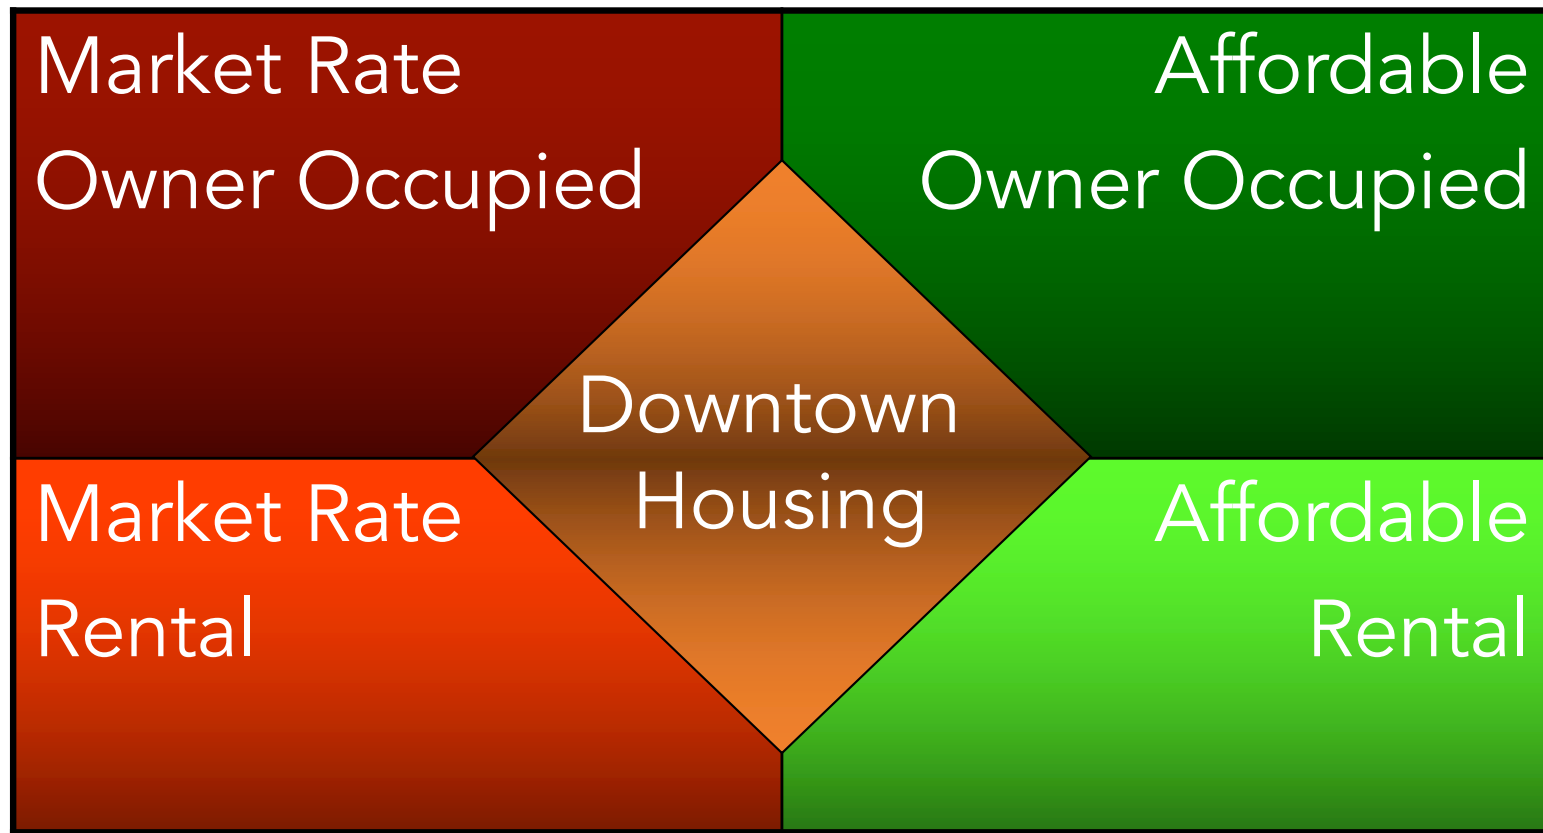 Market Rate
Owner Occupied
Affordable
Owner Occupied
Downtown
Housing
Market Rate
Rental
Affordable
Rental